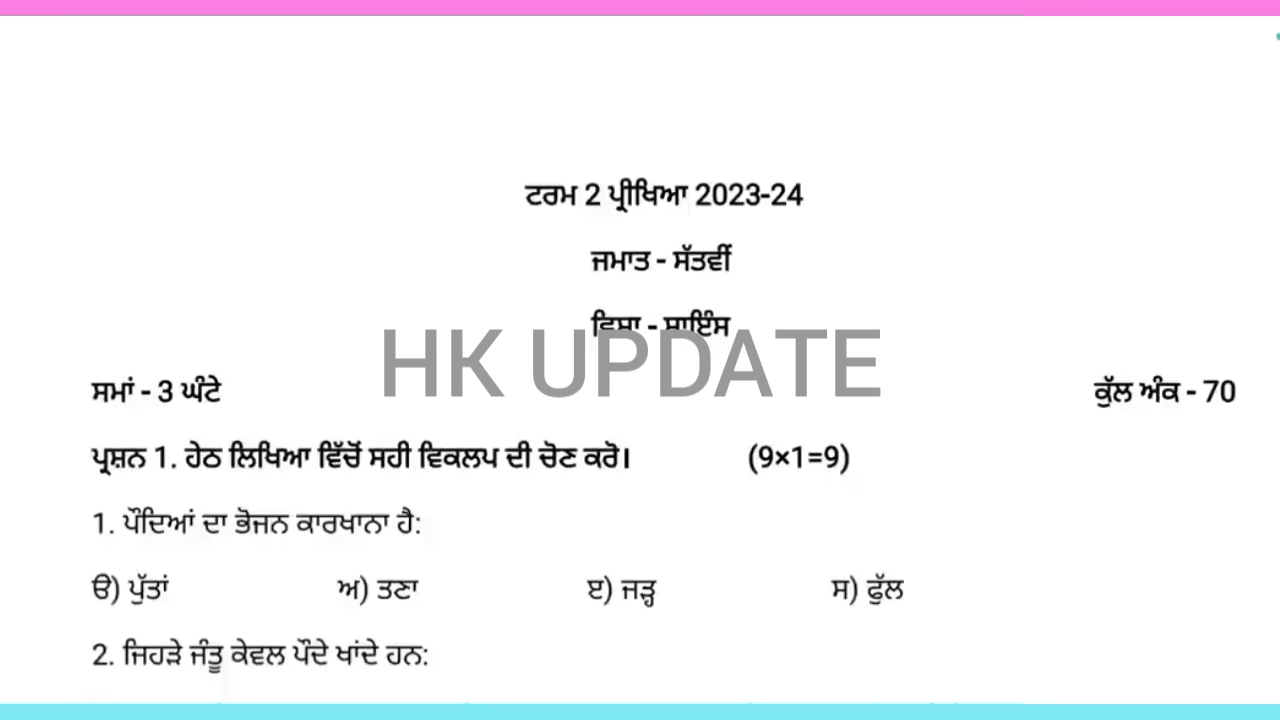 ਟਰਮ 2 ਪ੍ਰੀਖਿਆ 2023-24
ਜਮਾਤ - ਸੱਤਵੀਂ
ਵਿਸ਼ਾ - ਸਾਇੰਸ
HK UPDATE
ਸਮਾਂ - 3 ਘੰਟੇ ਕੁੱਲ ਅੰਕ - 70
ਪ੍ਰਸ਼ਨ 1. ਹੇਠ ਲਿਖਿਆ ਵਿੱਚੋਂ ਸਹੀ ਵਿਕਲਪ ਦੀ ਚੋਣ ਕਰੋ। (9×1=9)
1. ਪੌਦਿਆਂ ਦਾ ਭੋਜਨ ਕਾਰਖਾਨਾ ਹੈ:
ੳ) ਪੁੱਤਾਂ ਅ) ਤਣਾ ੲ) ਜੜ੍ਹ ਸ) ਫੁੱਲ
2. ਜਿਹੜੇ ਜੰਤੂ ਕੇਵਲ ਪੌਦੇ ਖਾਂਦੇ ਹਨ: